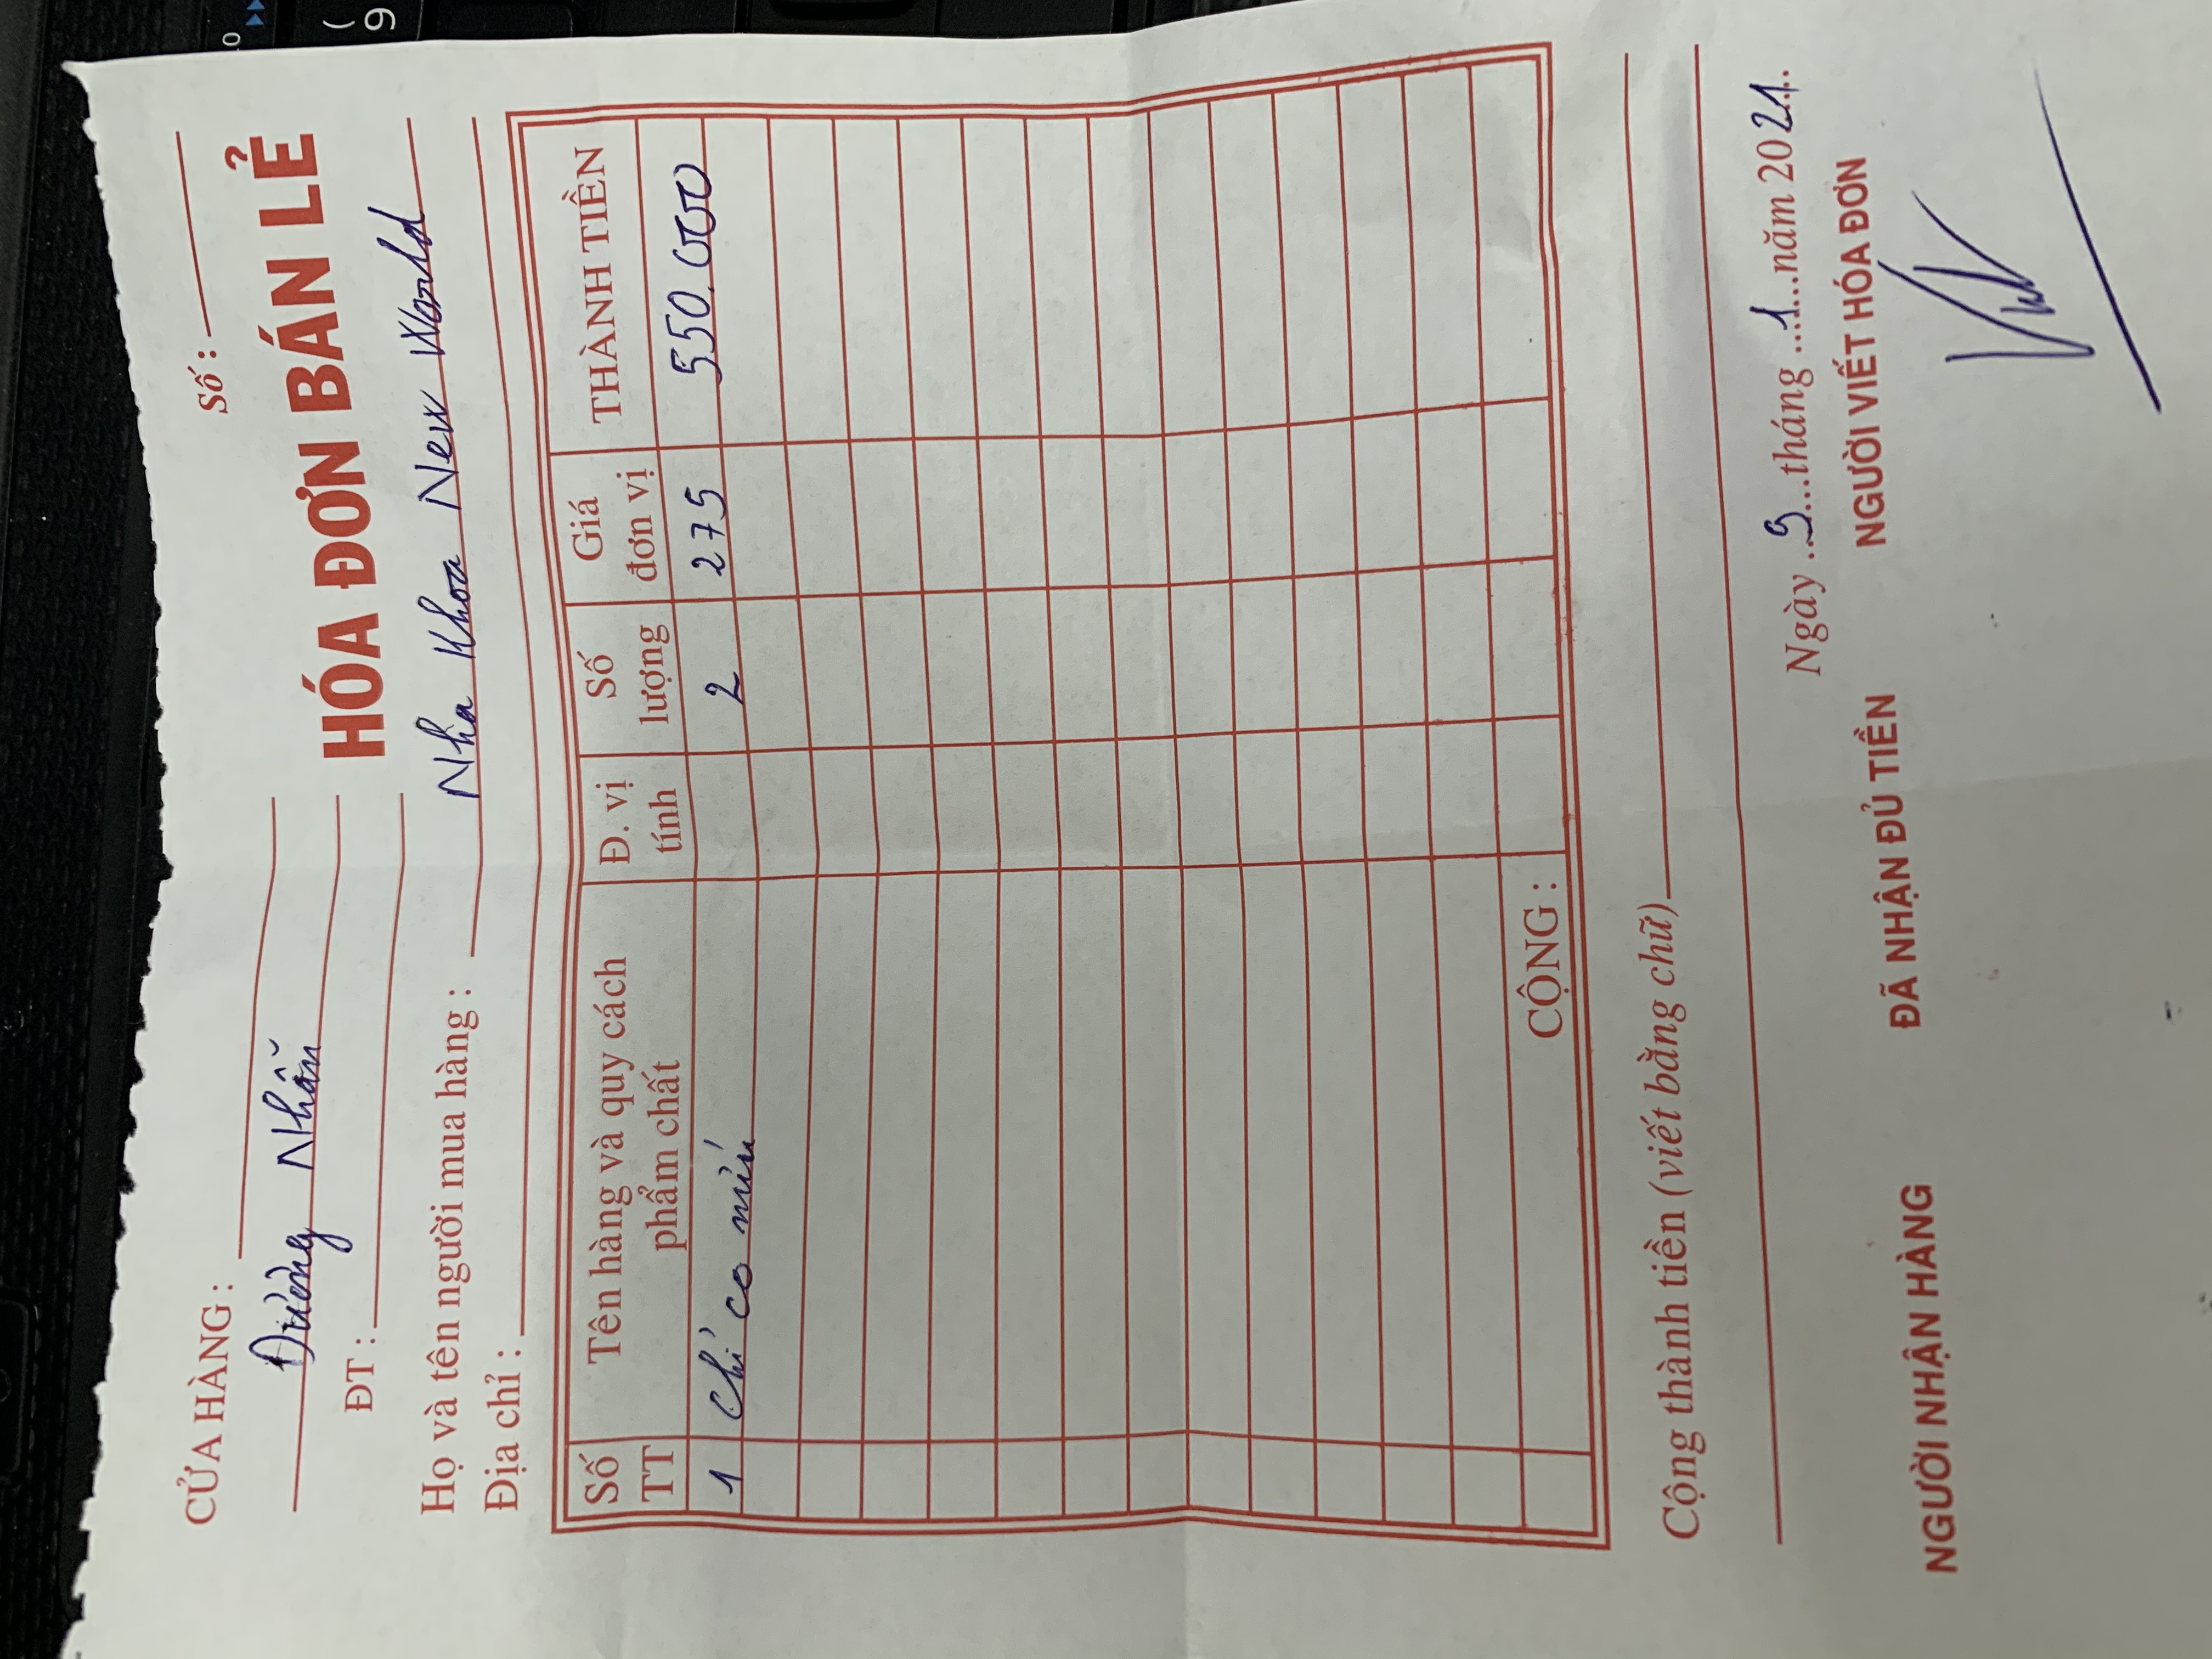 CỬA HÀNG :
Số :
Đương Nhẫn
HÓA ĐƠN BÁN LẺ
ĐT :
Họ và tên người mua hàng : Nha Khoa New World
Địa chỉ :
Số TT Tên hàng và quy cách phẩm chất Đ. vị tính Số lượng Giá đơn vị THÀNH TIỀN
1 Chỉ co nướu 2 275 550.000
CỘNG :
Cộng thành tiền (viết bằng chữ)
Ngày 9 tháng 1 năm 2021
NGƯỜI NHẬN HÀNG ĐÃ NHẬN ĐỦ TIỀN NGƯỜI VIẾT HÓA ĐƠN